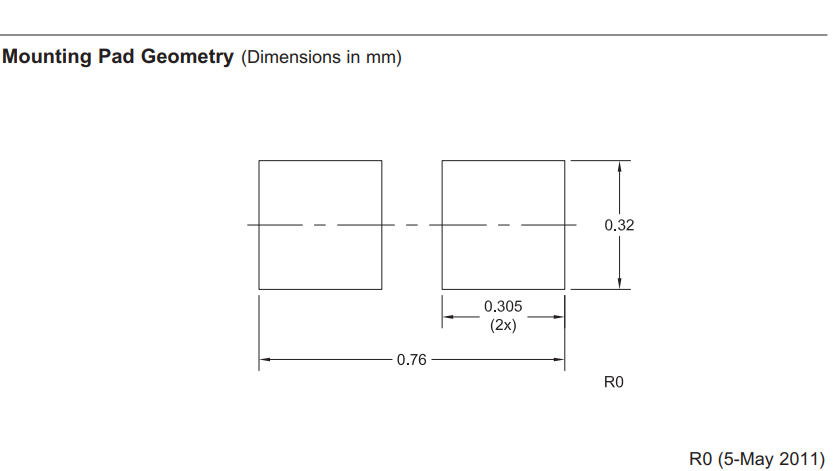 Mounting Pad Geometry (Dimensions in mm)
0.32
0.305
(2x)
0.76
R0
R0 (5-May 2011)